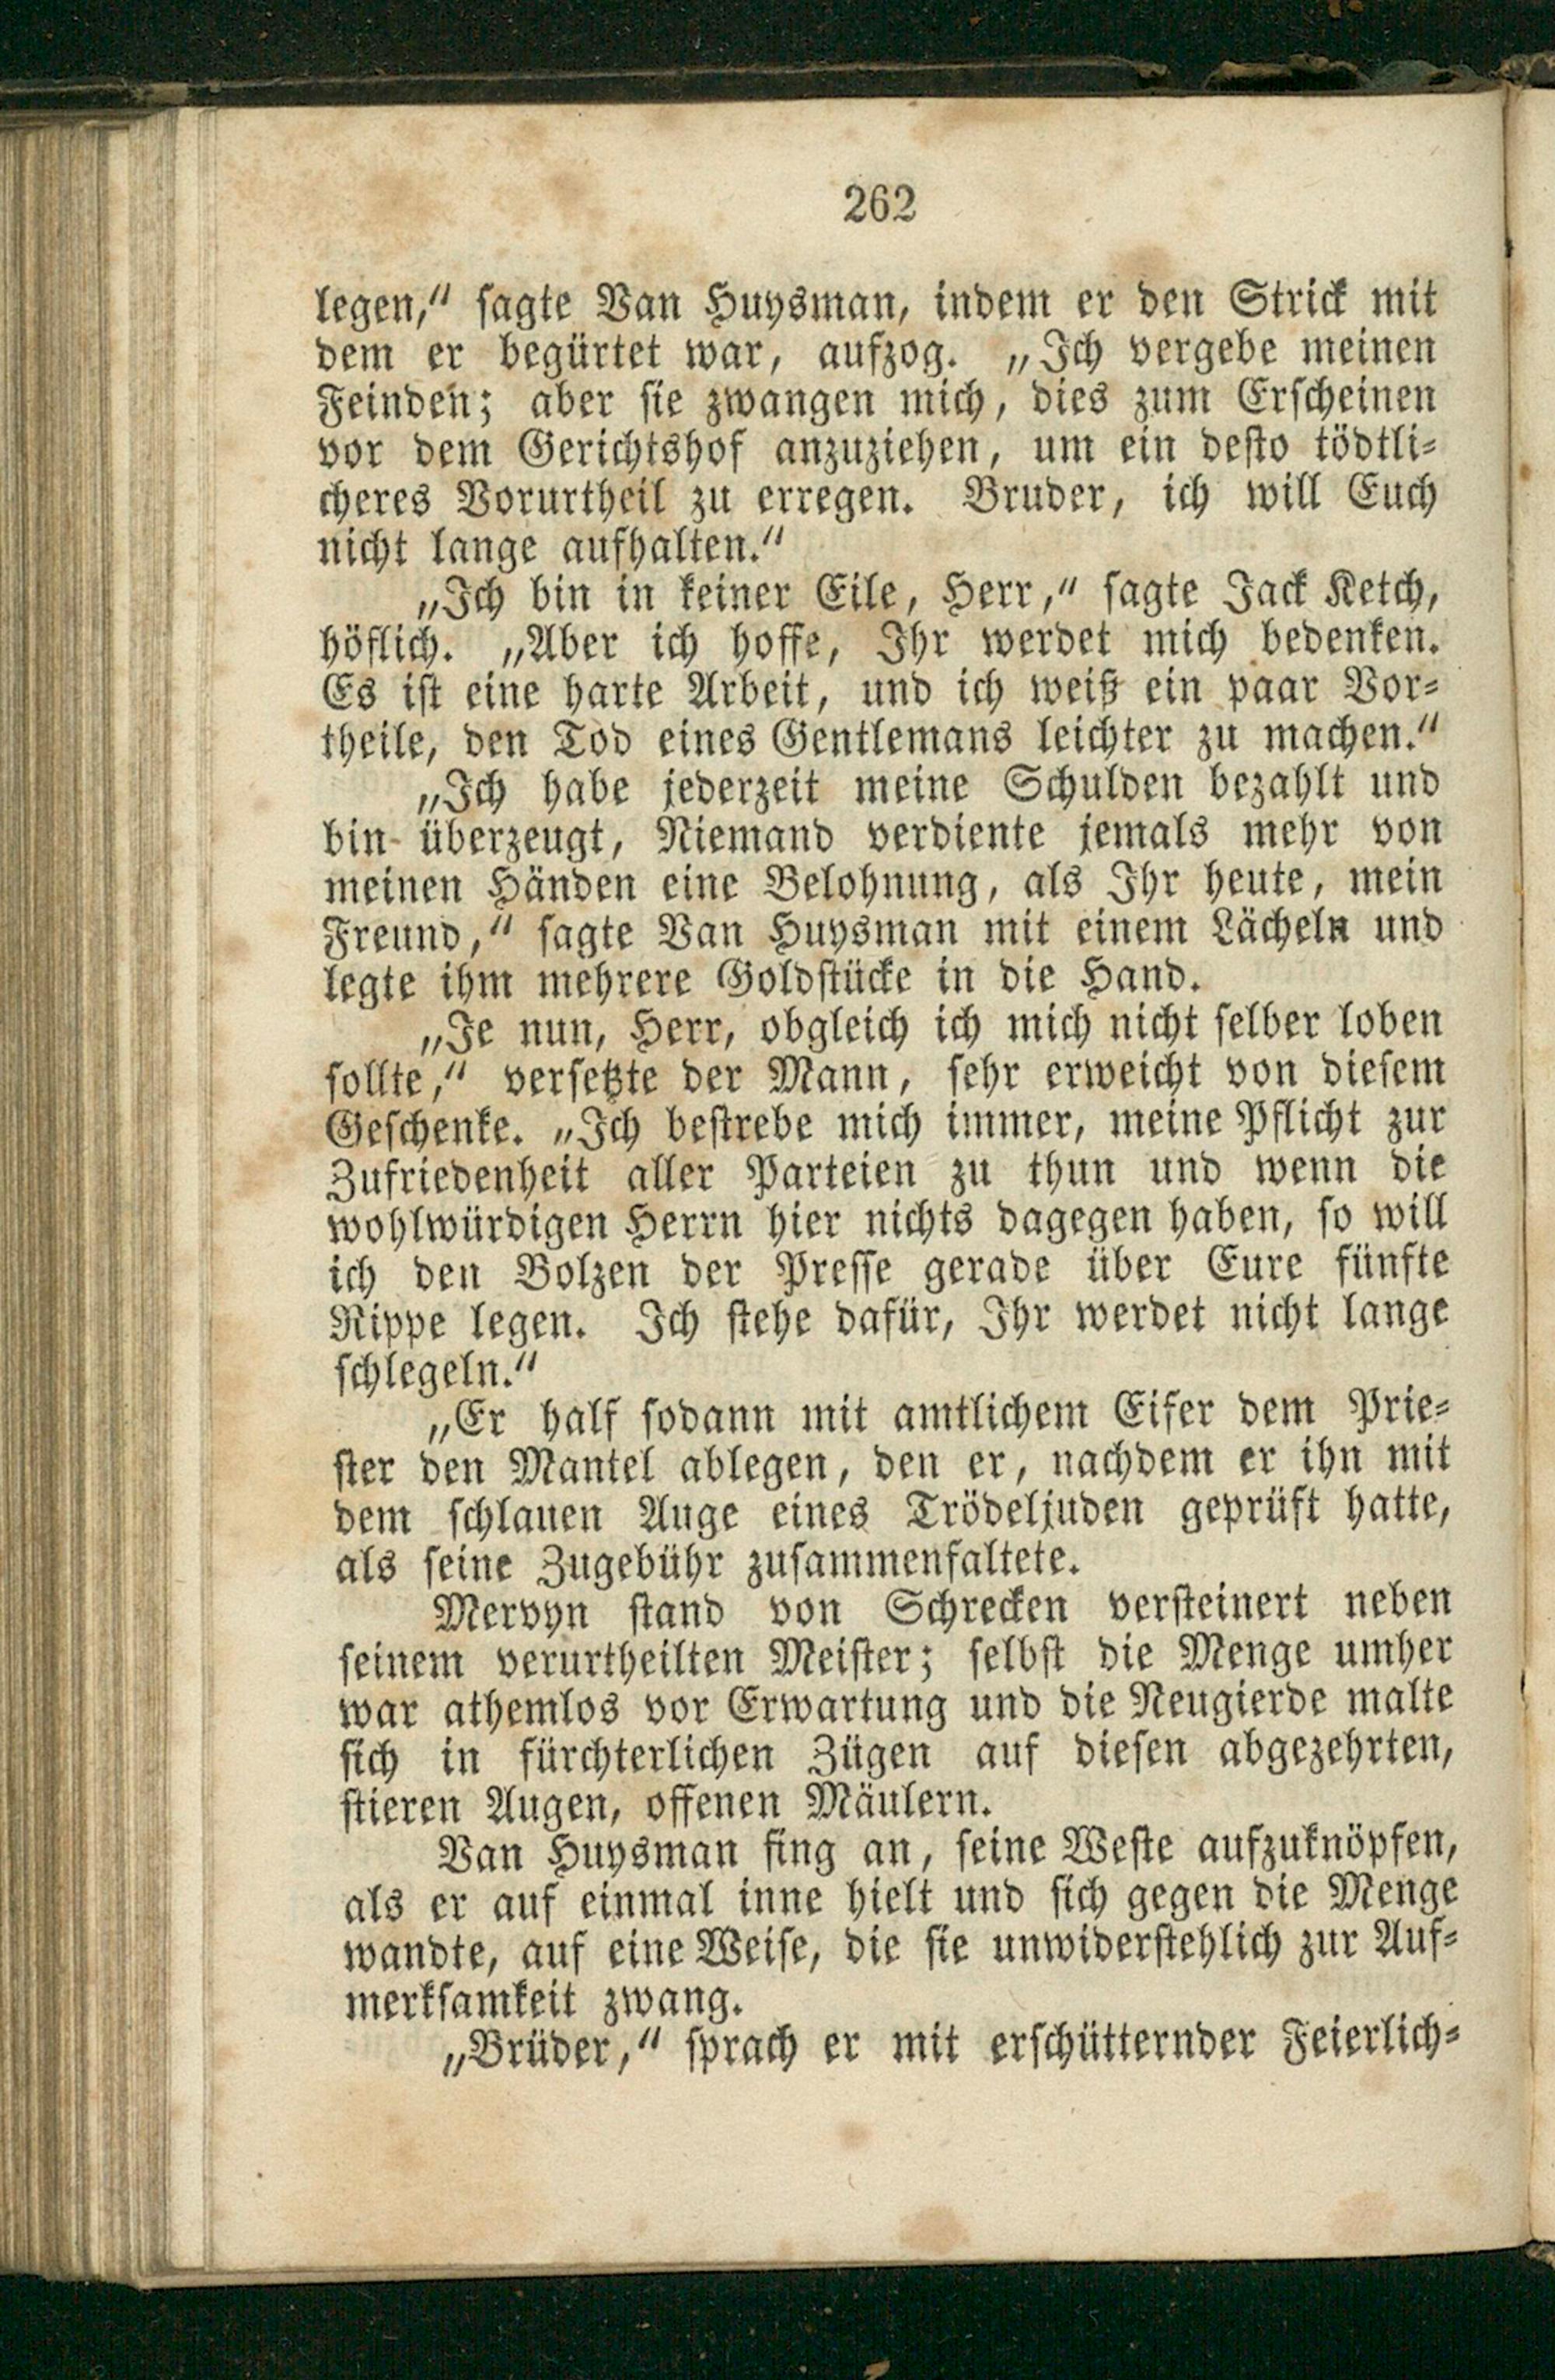 262
legen,“ sagte Van Huysman, indem er den Strick mit
dem er begürtet war, aufzog. „Ich vergebe meinen
Feinden; aber sie zwangen mich, dies zum Erscheinen
vor dem Gerichtshof anzuziehen, um ein desto tödtli-
cheres Vorurtheil zu erregen. Bruder, ich will Euch
nicht lange aufhalten.“
„Ich bin in keiner Eile, Herr,“ sagte Jack Ketch,
höflich. „Aber ich hoffe, Ihr werdet mich bedenken.
Es ist eine harte Arbeit, und ich weiß ein paar Vor-
theile, den Tod eines Gentlemans leichter zu machen.“
„Ich habe jederzeit meine Schulden bezahlt und
bin überzeugt, Niemand verdiente jemals mehr von
meinen Händen eine Belohnung, als Ihr heute, mein
Freund,“ sagte Van Huysman mit einem Lächeln und
legte ihm mehrere Goldstücke in die Hand.
„Je nun, Herr, obgleich ich mich nicht selber loben
sollte,“ versetzte der Mann, sehr erweicht von diesem
Geschenke. „Ich bestrebe mich immer, meine Pflicht zur
Zufriedenheit aller Parteien zu thun und wenn die
wohlwürdigen Herrn hier nichts dagegen haben, so will
ich den Bolzen der Presse gerade über Eure fünfte
Rippe legen. Ich stehe dafür, Ihr werdet nicht lange
schlegeln.“
„Er half sodann mit amtlichem Eifer dem Prie-
ster den Mantel ablegen, den er, nachdem er ihn mit
dem schlauen Auge eines Trödeljuden geprüft hatte,
als seine Zugebühr zusammenfaltete.
Mervyn stand von Schrecken versteinert neben
seinem verurtheilten Meister; selbst die Menge umher
war athemlos vor Erwartung und die Neugierde malte
sich in fürchterlichen Zügen auf diesen abgezehrten,
stieren Augen, offenen Mäulern.
Van Huysman fing an, seine Weste aufzuknöpfen,
als er auf einmal inne hielt und sich gegen die Menge
wandte, auf eine Weise, die sie unwiderstehlich zur Auf-
merksamkeit zwang.
„Brüder,“ sprach er mit erschütternder Feierlich-